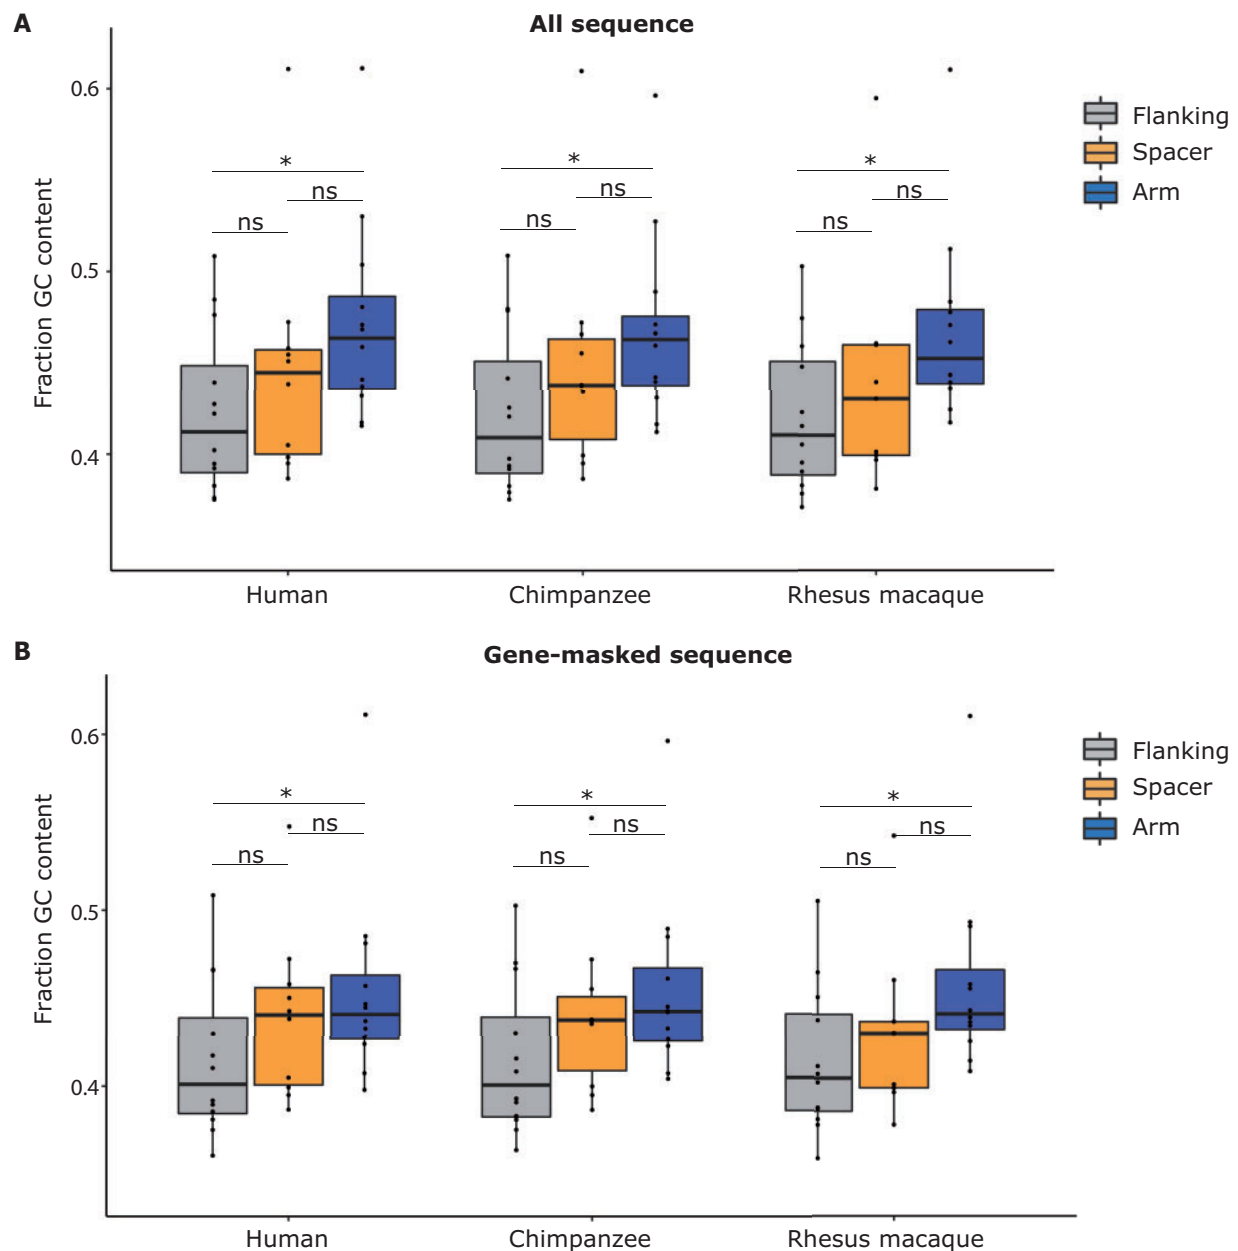 A
All sequence
Fraction GC content
0.6
0.5
0.4
*
ns
ns
*
ns
ns
*
ns
ns
Human
Chimpanzee
Rhesus macaque
Flanking
Spacer
Arm
B
Gene-masked sequence
Fraction GC content
0.6
0.5
0.4
*
ns
ns
*
ns
ns
*
ns
ns
Human
Chimpanzee
Rhesus macaque
Flanking
Spacer
Arm